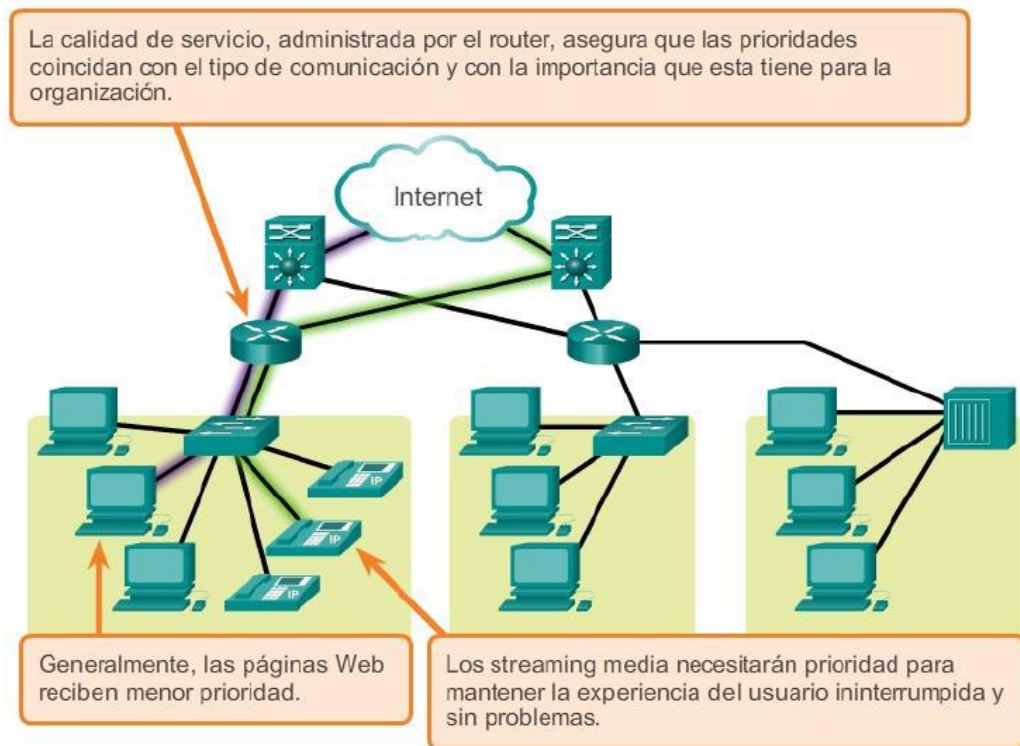 La calidad de servicio, administrada por el router, asegura que las prioridades
coincidan con el tipo de comunicación y con la importancia que esta tiene para la
organización.
Internet
IP
IP
IP
Generalmente, las páginas Web
reciben menor prioridad.
Los streaming media necesitarán prioridad para
mantener la experiencia del usuario ininterrumpida y
sin problemas.